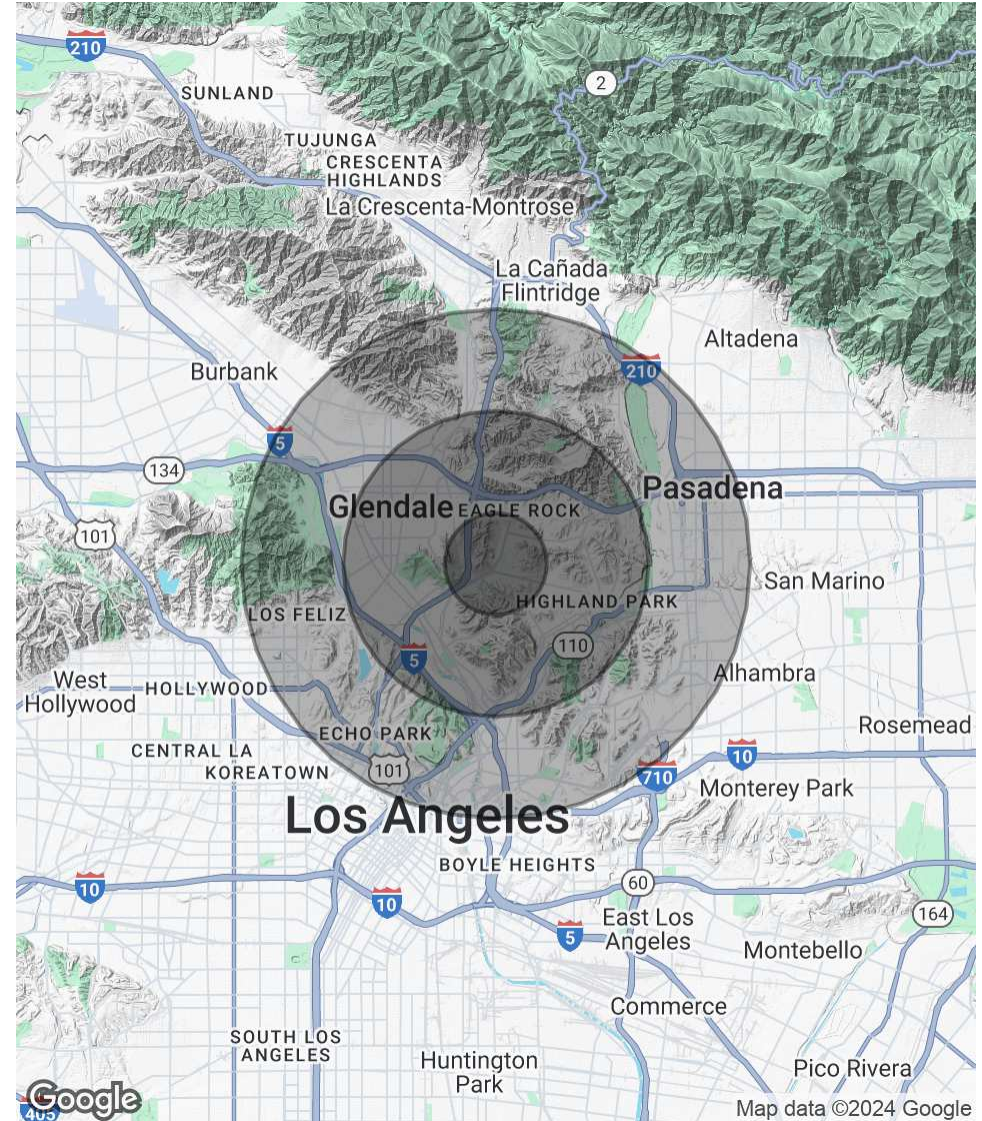 210
2
SUNLAND
TUJUNGA
CRESCENTA
HIGHLANDS
La Crescenta-Montrose
La Cañada
Flintridge
Altadena
210
Burbank
5
134
Pasadena
Glendale
EAGLE ROCK
101
San Marino
HIGHLAND PARK
LOS FELIZ
110
5
Alhambra
West
Hollywood
HOLLYWOOD
Rosemead
ECHO PARK
CENTRAL LA
10
KOREATOWN
101
710
Monterey Park
Los Angeles
BOYLE HEIGHTS
10
60
10
164
East Los
Angeles
5
Montebello
Commerce
SOUTH LOS
ANGELES
Huntington
Park
Pico Rivera
Google
405
Map data ©2024 Google